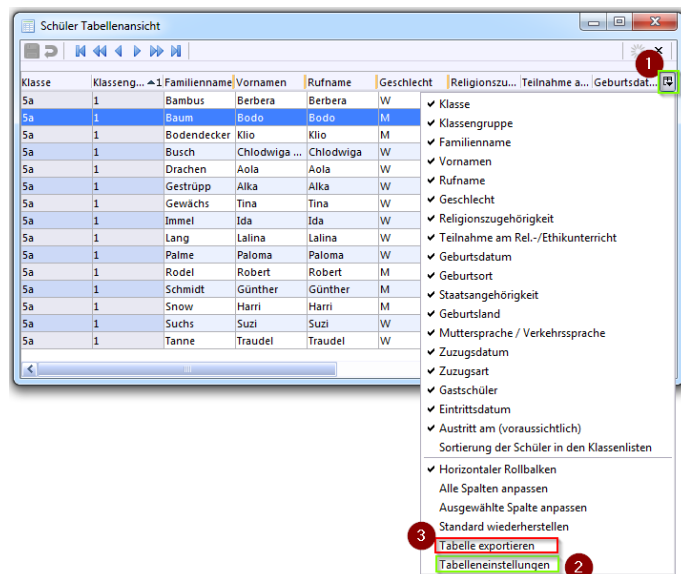 Schüler Tabellenansicht
1
Klasse Klasseng... 1 Familienname Vornamen Rufname Geschlecht Religionszu... Teilnahme a... Geburtsdat...
5a 1 Bambus Berbera Berbera W
5a 1 Baum Bodo Bodo M
5a 1 Bodendecker Klio Klio M
5a 1 Busch Chlodwiga ... Chlodwiga W
5a 1 Drachen Aola Aola W
5a 1 Gestrüpp Alka Alka W
5a 1 Gewächs Tina Tina W
5a 1 Immel Ida Ida W
5a 1 Lang Lalina Lalina W
5a 1 Palme Paloma Paloma W
5a 1 Rodel Robert Robert M
5a 1 Schmidt Günther Günther M
5a 1 Snow Harri Harri M
5a 1 Suchs Suzi Suzi W
5a 1 Tanne Traudel Traudel W
Klasse
Klassengruppe
Familienname
Vornamen
Rufname
Geschlecht
Religionszugehörigkeit
Teilnahme am Rel.-/Ethikunterricht
Geburtsdatum
Geburtsort
Staatsangehörigkeit
Geburtsland
Muttersprache / Verkehrssprache
Zuzugsdatum
Zuzugsart
Gastschüler
Eintrittsdatum
Austritt am (voraussichtlich)
Sortierung der Schüler in den Klassenlisten
Horizontaler Rollbalken
Alle Spalten anpassen
Ausgewählte Spalte anpassen
Standard wiederherstellen
3 Tabelle exportieren
Tabelleneinstellungen 2